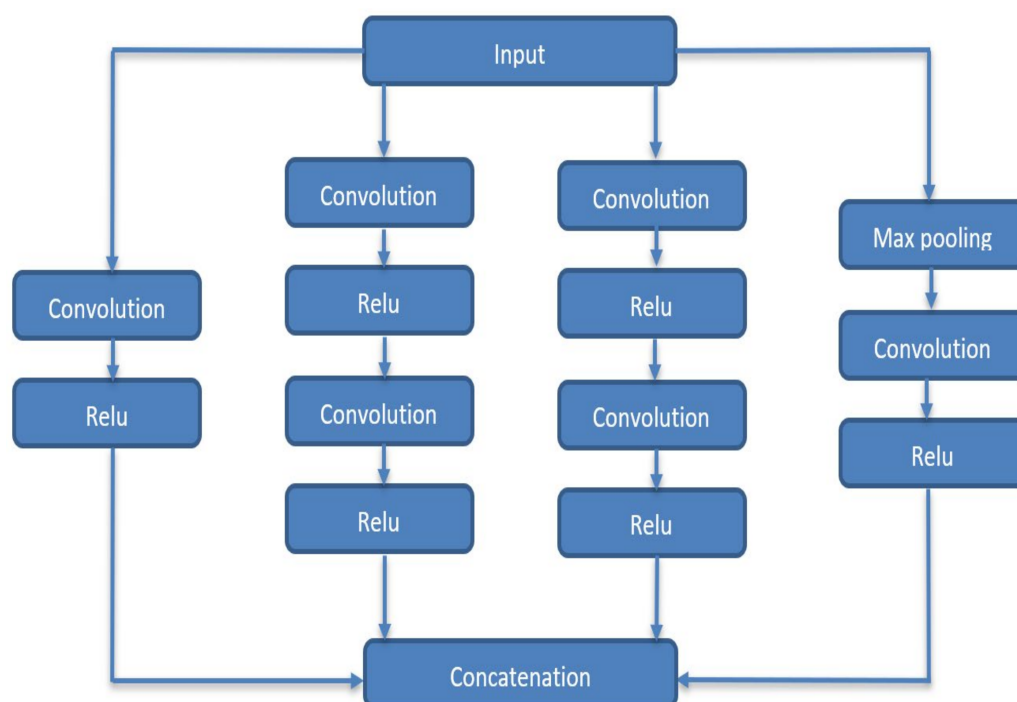 Input
Convolution
Relu
Convolution
Relu
Convolution
Relu
Convolution
Relu
Convolution
Relu
Max pooling
Convolution
Relu
Concatenation